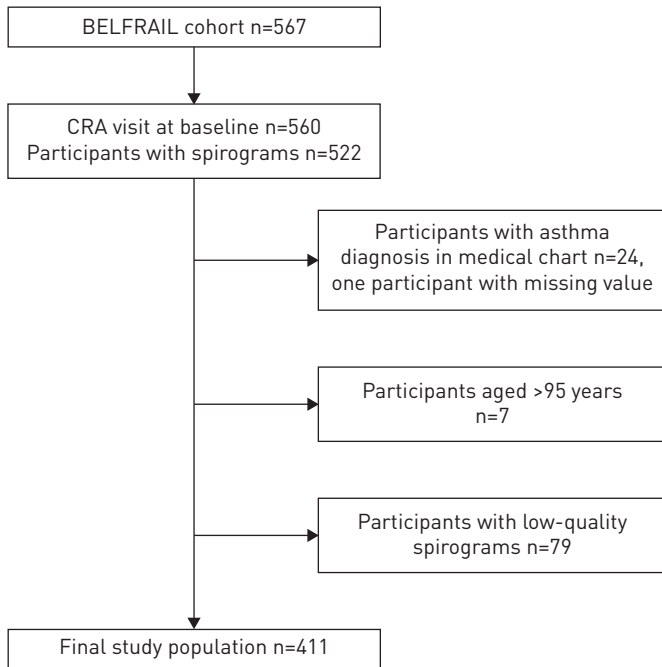 BELFRAIL cohort n=567
CRA visit at baseline n=560
Participants with spirograms n=522
Participants with asthma
diagnosis in medical chart n=24,
one participant with missing value
Participants aged >95 years
n=7
Participants with low-quality
spirograms n=79
Final study population n=411